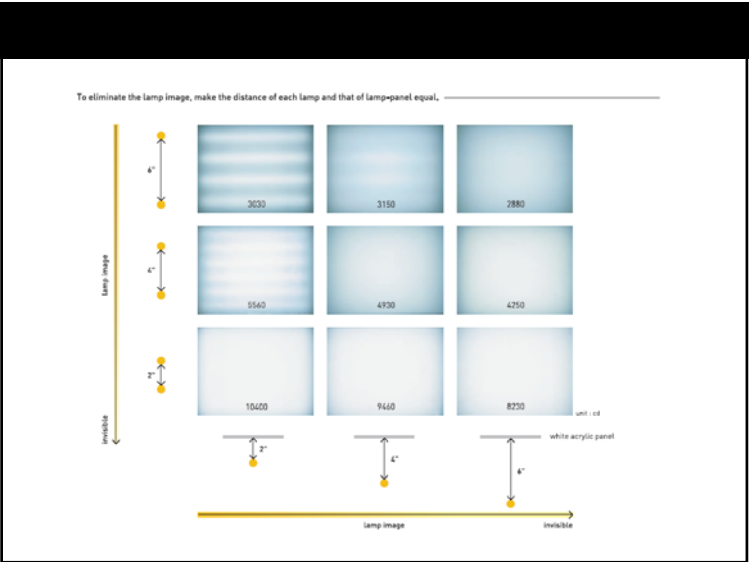 To eliminate the lamp image, make the distance of each lamp and that of lamp-panel equal.
6"
3030
3150
2880
lamp image
4"
5560
4930
4250
2"
10400
9460
8230
unit : cd
invisible
white acrylic panel
2"
4"
6"
lamp image
invisible